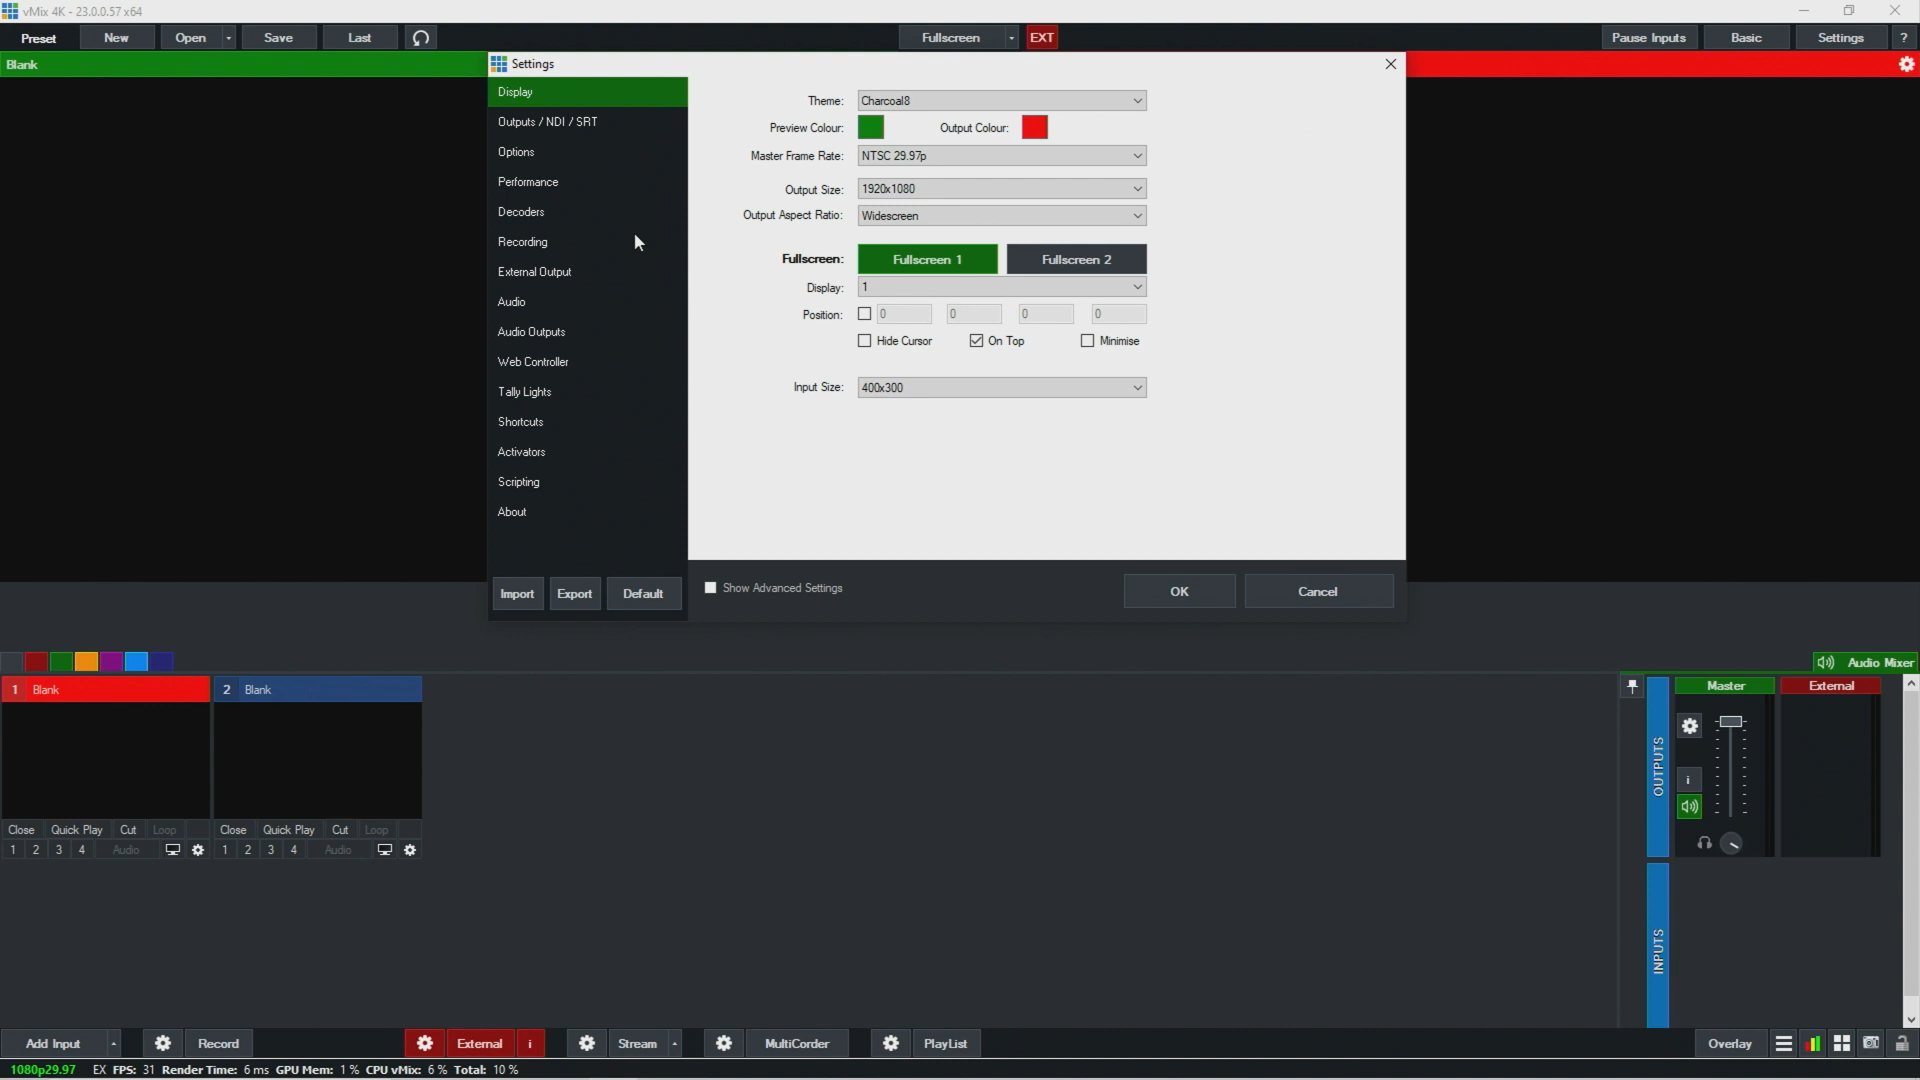 vMix 4K - 23.0.0.57 x64
Preset New Open Save Last Fullscreen EXT Pause Inputs Basic Settings ?
Blank
Settings
Display
Outputs / NDI / SRT
Options
Performance
Decoders
Recording
External Output
Audio
Audio Outputs
Web Controller
Tally Lights
Shortcuts
Activators
Scripting
About
Import Export Default
Theme: Charcoal8
Preview Colour: Output Colour:
Master Frame Rate: NTSC 29.97p
Output Size: 1920x1080
Output Aspect Ratio: Widescreen
Fullscreen: Fullscreen 1 Fullscreen 2
Display: 1
Position: 0 0 0 0
Hide Cursor On Top Minimise
Input Size: 400x300
Show Advanced Settings OK Cancel
Audio Mixer
1 Blank
Close Quick Play Cut Loop
1 2 3 4 Audio
2 Blank
Close Quick Play Cut Loop
1 2 3 4 Audio
OUTPUTS
Master External
i
INPUTS
Add Input Record External i Stream MultiCorder PlayList Overlay
1080p29.97 EX FPS: 31 Render Time: 6 ms GPU Mem: 1 % CPU vMix: 6 % Total: 10 %